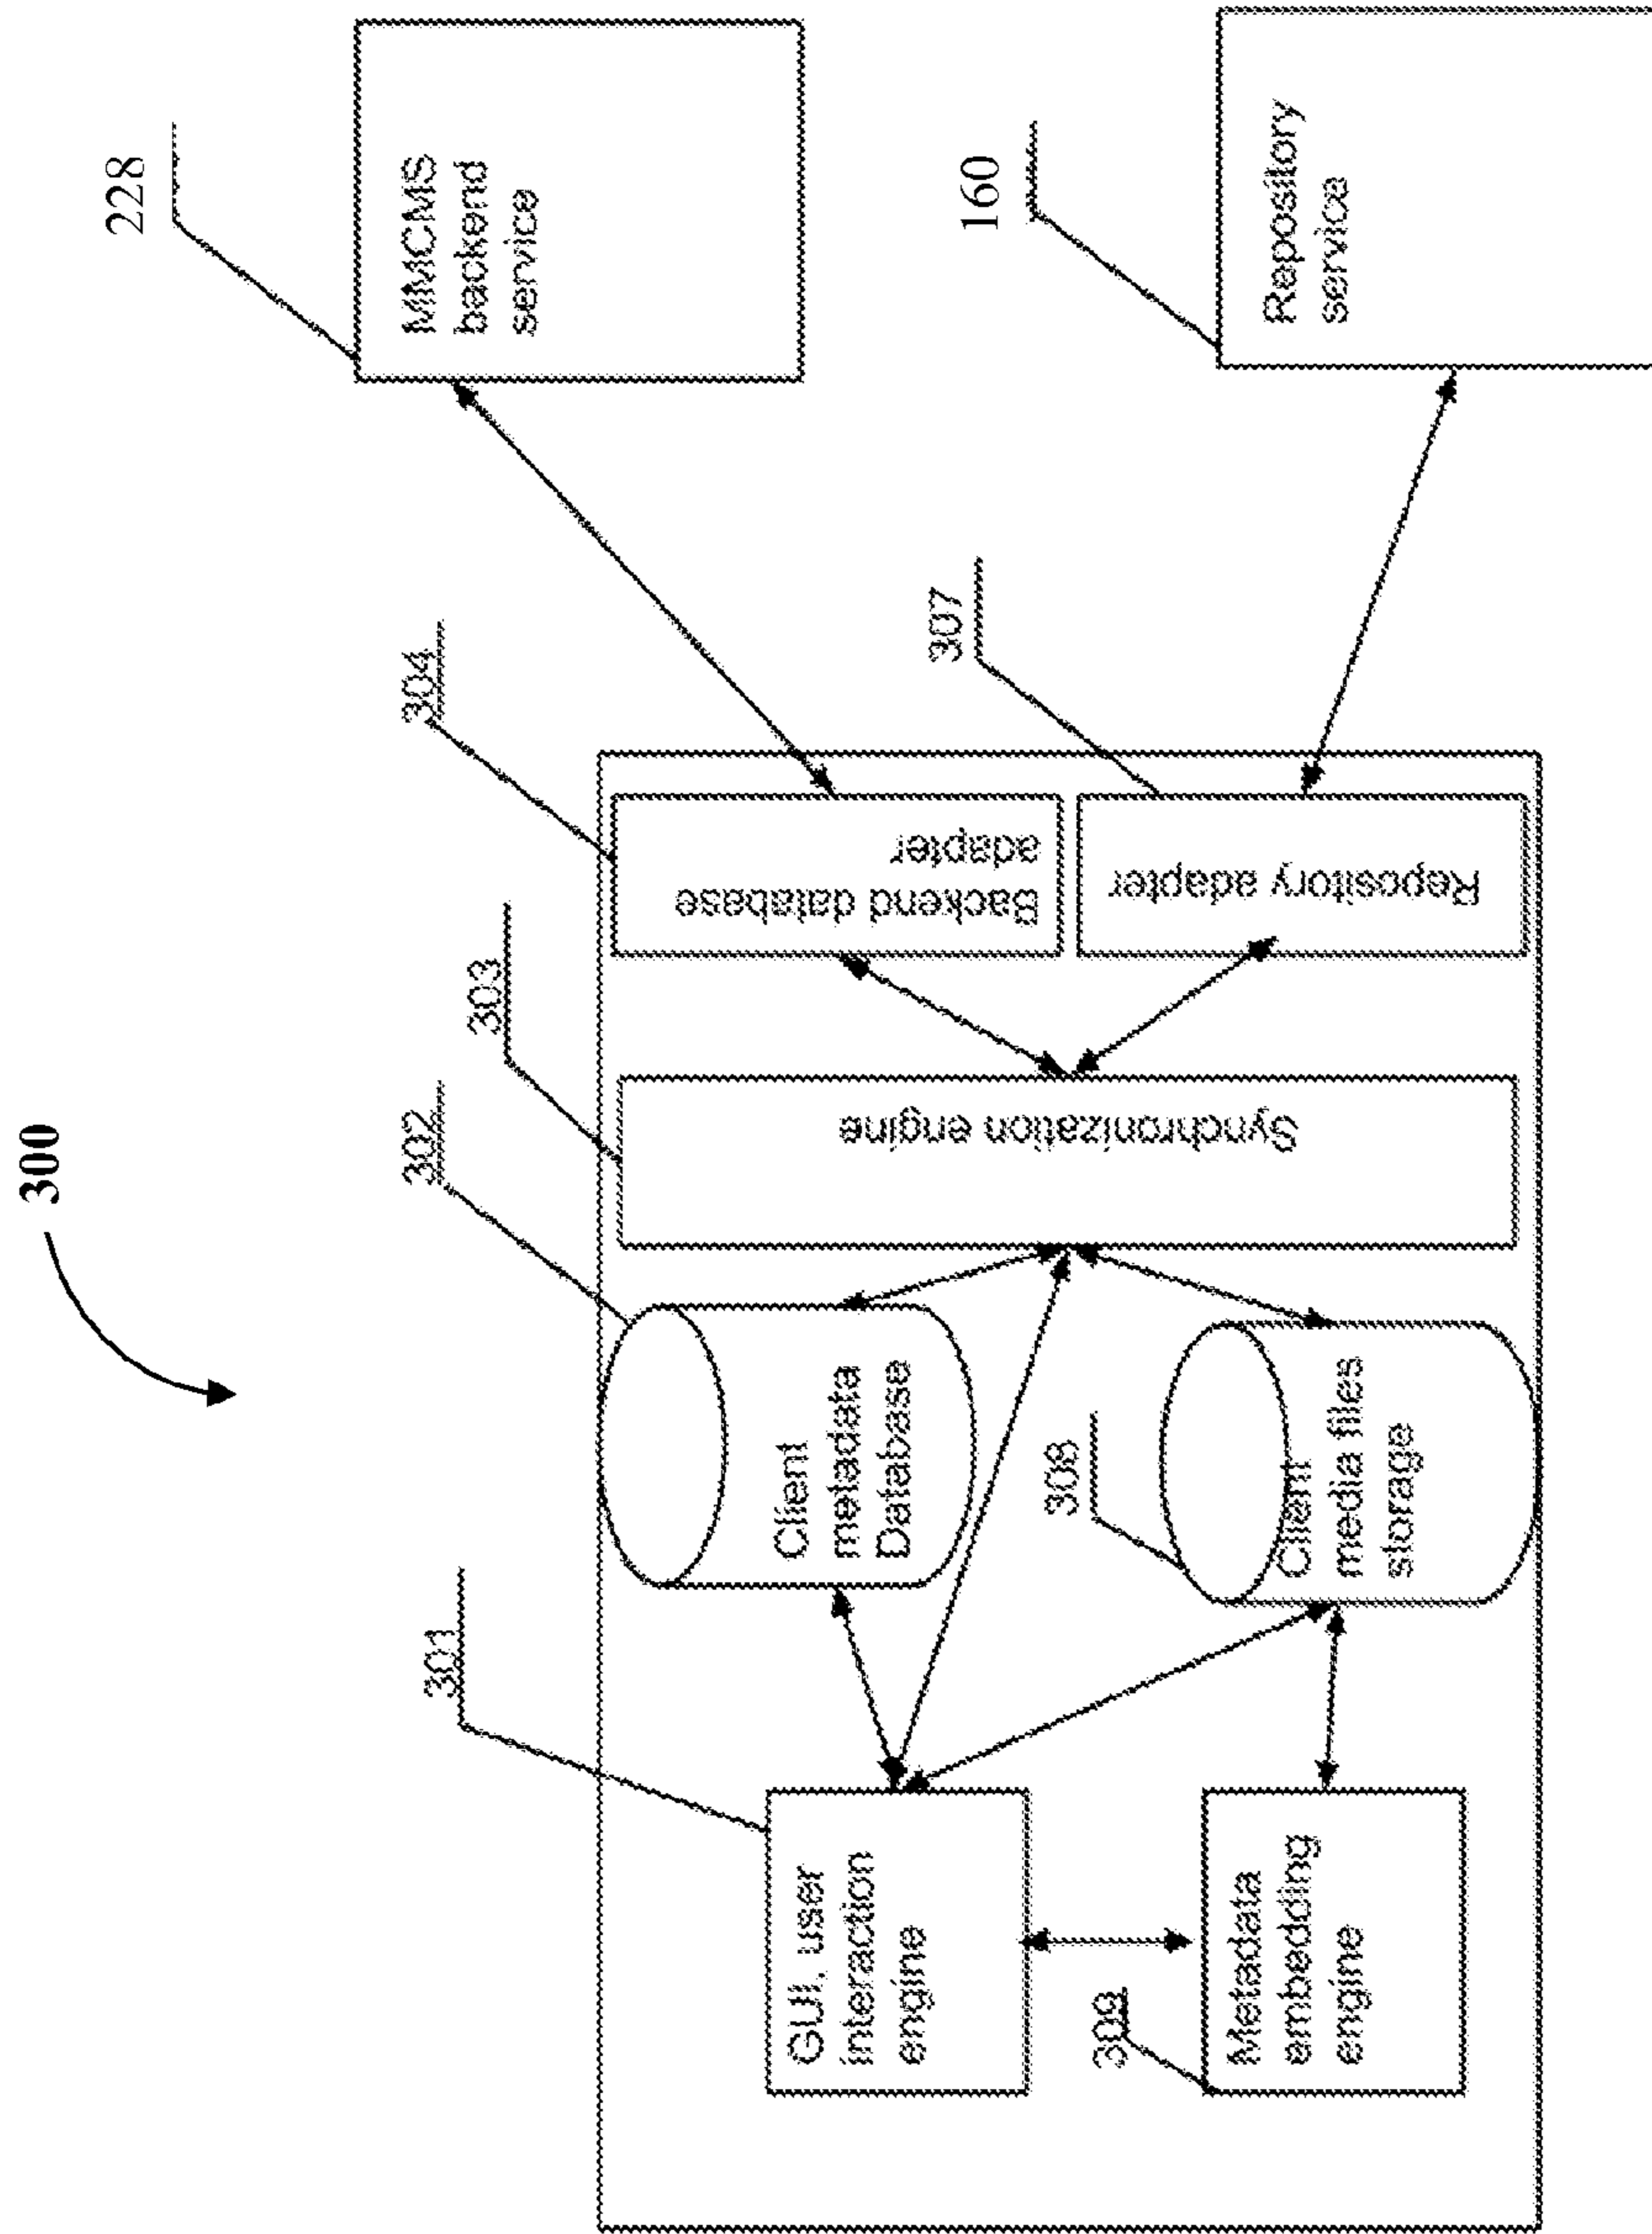 300
301
302
303
304
228
GUI, user
interaction
engine
Client
metadata
Database
Synchronization engine
Backend database
adapter
MMCMS
backend
service
309
Metadata
embedding
engine
308
Client
media files
storage
307
Repository adapter
160
Repository
service